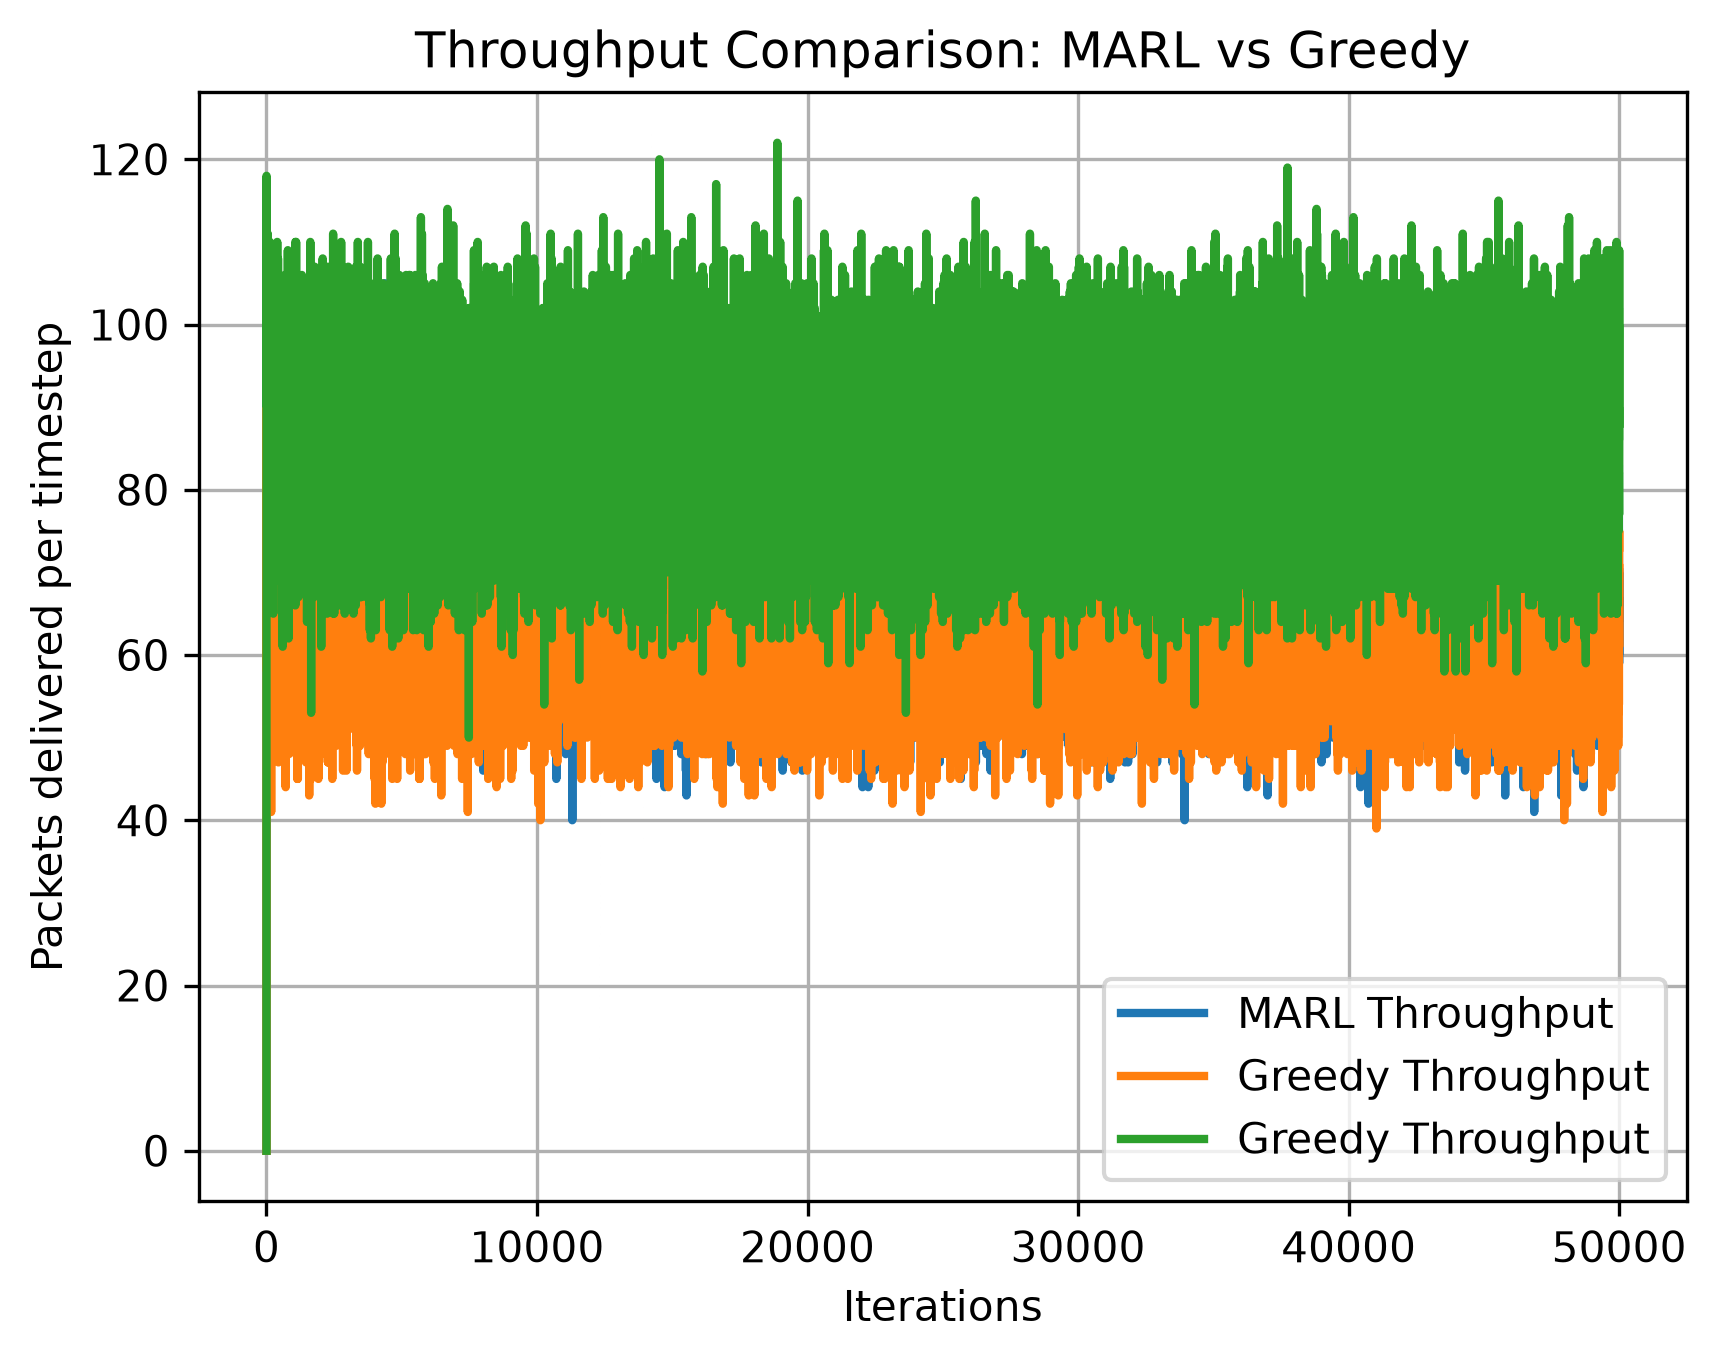 Throughput Comparison: MARL vs Greedy
Packets delivered per timestep
120
100
80
60
40
20
0
MARL Throughput
Greedy Throughput
Greedy Throughput
0 10000 20000 30000 40000 50000
Iterations